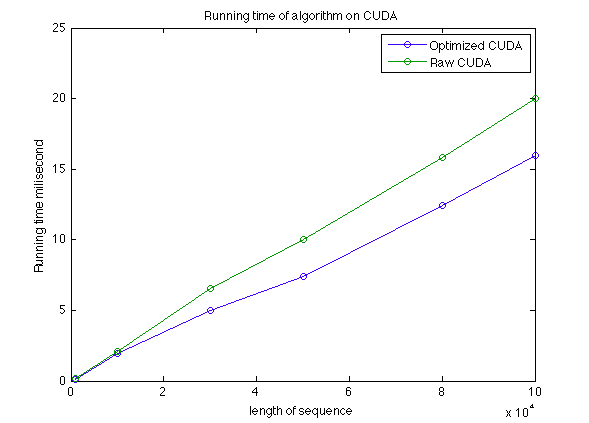 Running time of algorithm on CUDA
Optimized CUDA
Raw CUDA
Running time milisecond
25
20
15
10
5
0
0 2 4 6 8 10
length of sequence
x 10^4